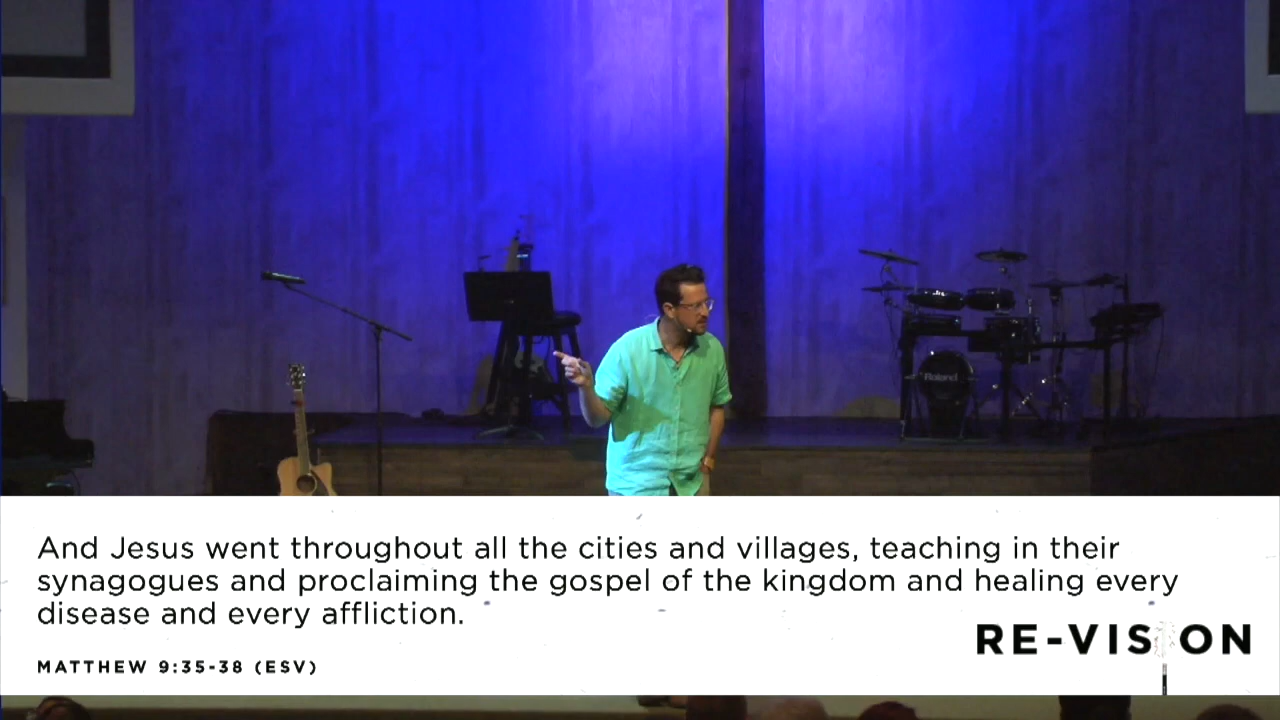 Roland
And Jesus went throughout all the cities and villages, teaching in their
synagogues and proclaiming the gospel of the kingdom and healing every
disease and every affliction.
RE-VISION
MATTHEW 9:35-38 (ESV)